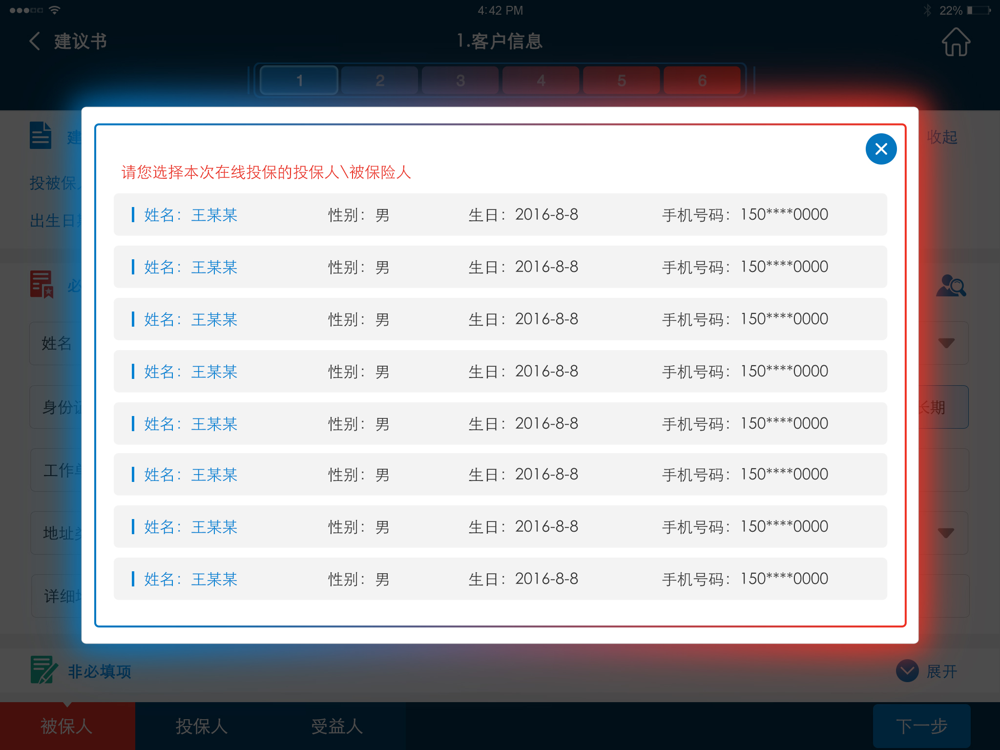 4:42 PM
22%
建议书
1.客户信息
1 2 3 4 5 6
建
收起
请您选择本次在线投保的投保人\被保险人
投被保人
姓名： 王某某 性别： 男 生日： 2016-8-8 手机号码： 150****0000
出生日期
姓名： 王某某 性别： 男 生日： 2016-8-8 手机号码： 150****0000
必
姓名： 王某某 性别： 男 生日： 2016-8-8 手机号码： 150****0000
姓名
姓名： 王某某 性别： 男 生日： 2016-8-8 手机号码： 150****0000
身份证
长期
姓名： 王某某 性别： 男 生日： 2016-8-8 手机号码： 150****0000
工作单
姓名： 王某某 性别： 男 生日： 2016-8-8 手机号码： 150****0000
地址类
姓名： 王某某 性别： 男 生日： 2016-8-8 手机号码： 150****0000
详细地
姓名： 王某某 性别： 男 生日： 2016-8-8 手机号码： 150****0000
非必填项
展开
被保人 投保人 受益人 下一步